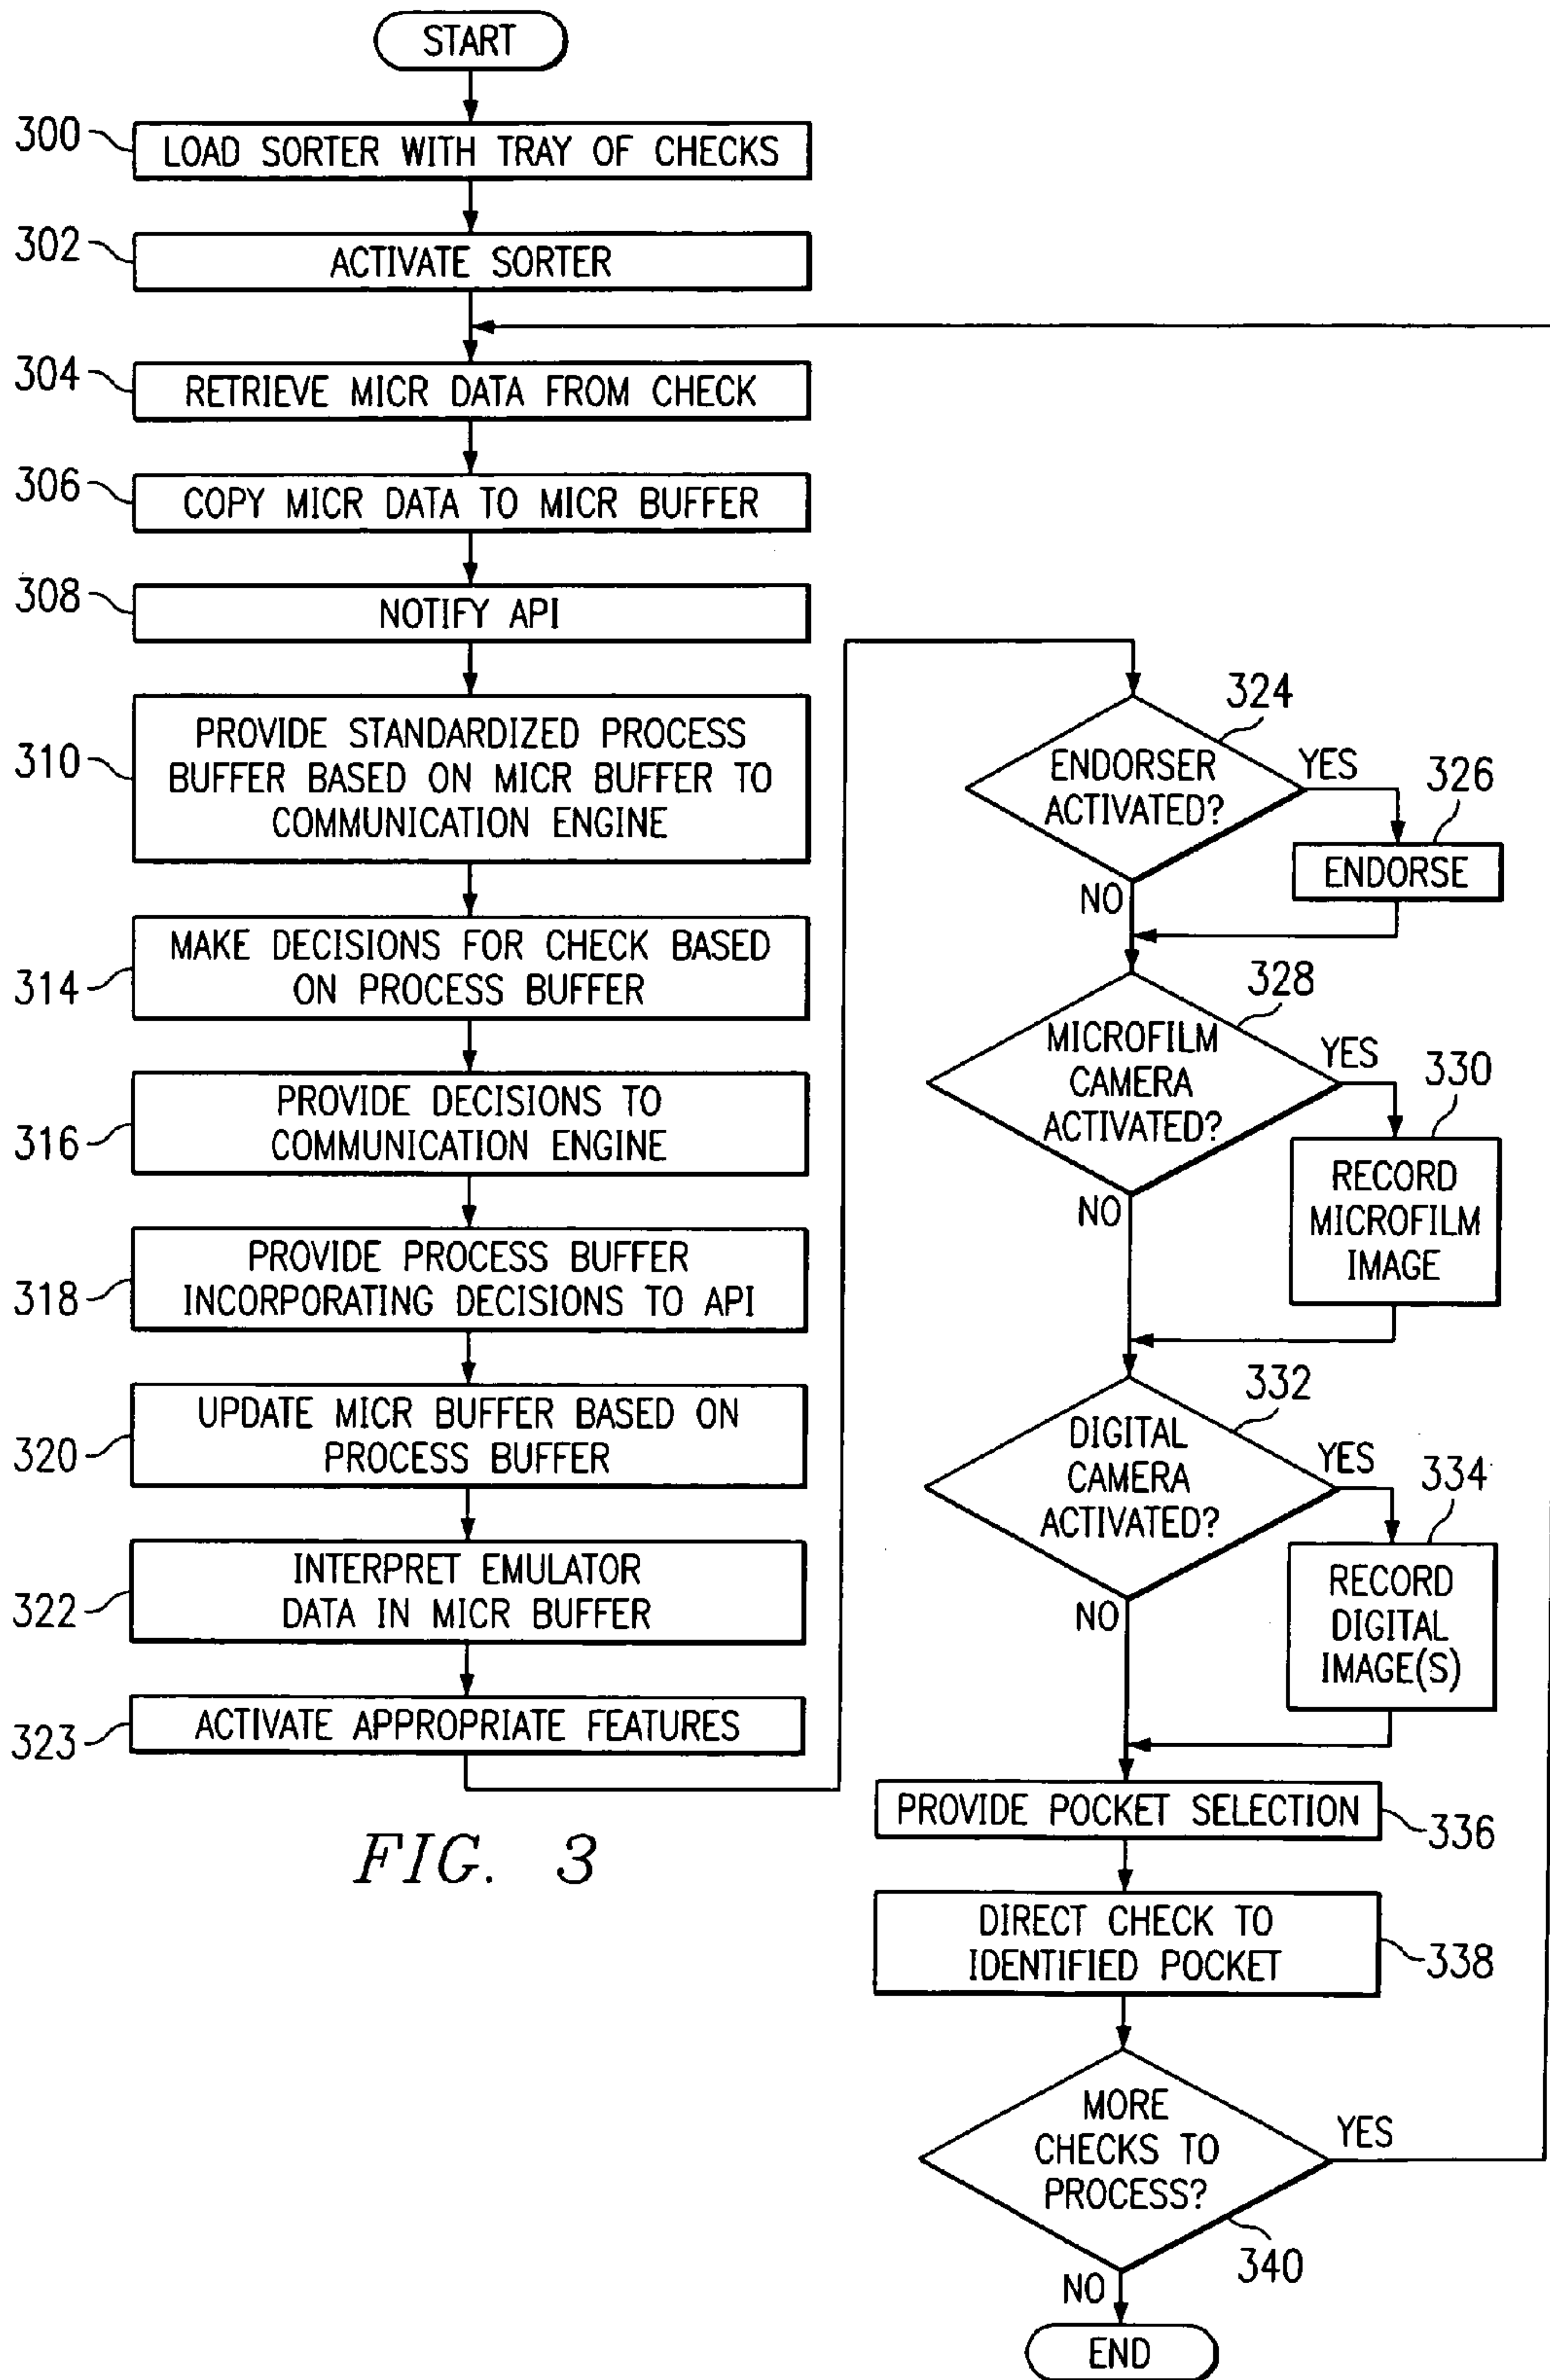 START
300
LOAD SORTER WITH TRAY OF CHECKS
302
ACTIVATE SORTER
304
RETRIEVE MICR DATA FROM CHECK
306
COPY MICR DATA TO MICR BUFFER
308
NOTIFY API
310
PROVIDE STANDARDIZED PROCESS
BUFFER BASED ON MICR BUFFER TO
COMMUNICATION ENGINE
314
MAKE DECISIONS FOR CHECK BASED
ON PROCESS BUFFER
316
PROVIDE DECISIONS TO
COMMUNICATION ENGINE
318
PROVIDE PROCESS BUFFER
INCORPORATING DECISIONS TO API
320
UPDATE MICR BUFFER BASED ON
PROCESS BUFFER
322
INTERPRET EMULATOR
DATA IN MICR BUFFER
323
ACTIVATE APPROPRIATE FEATURES
324
ENDORSER
ACTIVATED?
YES
326
ENDORSE
NO
328
MICROFILM
CAMERA
ACTIVATED?
YES
330
RECORD
MICROFILM
IMAGE
NO
332
DIGITAL
CAMERA
ACTIVATED?
YES
334
RECORD
DIGITAL
IMAGE(S)
NO
PROVIDE POCKET SELECTION
336
DIRECT CHECK TO
IDENTIFIED POCKET
338
MORE
CHECKS TO
PROCESS?
YES
340
NO
END
FIG. 3